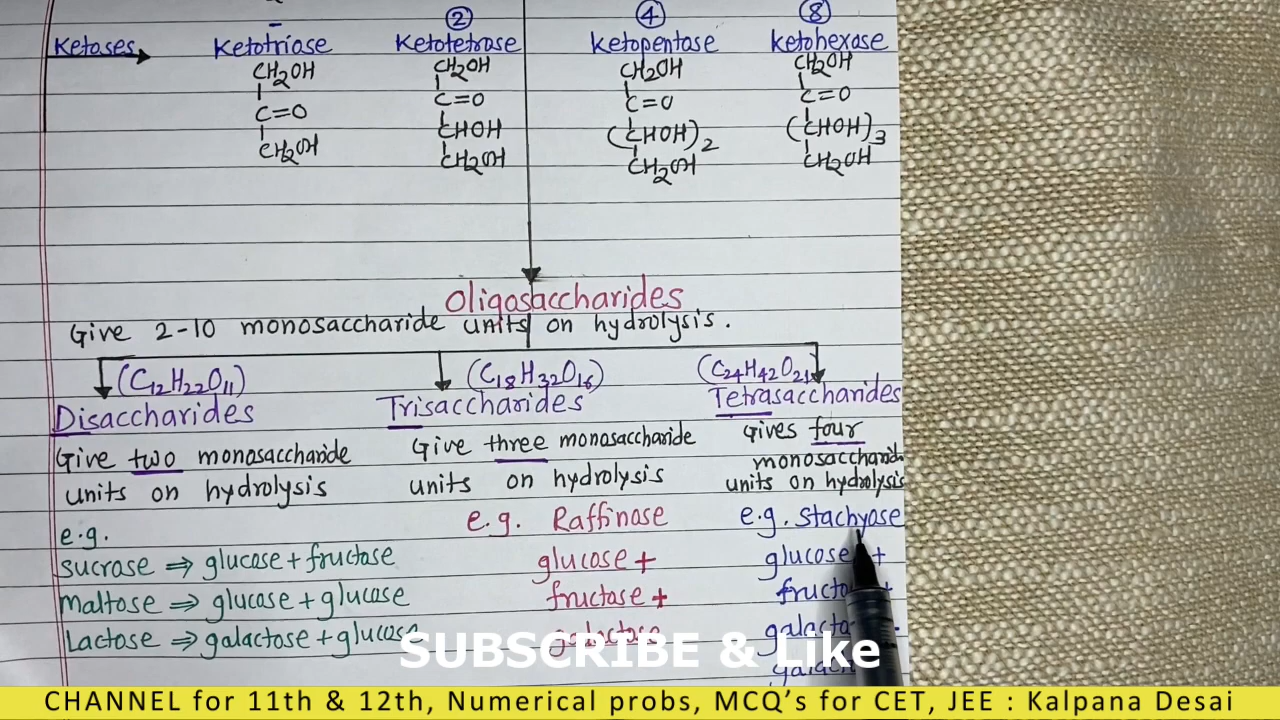 ② ④ ⑧
Ketoses Ketotriose Ketotetrose Ketopentose Ketohexose
CH2OH CH2OH CH2OH CH2OH
C=O C=O C=O C=O
CH2OH CHOH (CHOH)2 (CHOH)3
CH2OH CH2OH CH2OH
Oligosaccharides
Give 2-10 monosaccharide units on hydrolysis.
(C12H22O11) (C18H32O16) (C24H42O21)
Disaccharides Trisaccharides Tetrasaccharides
Give two monosaccharide Give three monosaccharide Gives four
units on hydrolysis units on hydrolysis monosaccharide
units on hydrolysis
e.g. e.g. Raffinose e.g. Stachyose
Sucrose ⇒ glucose + fructose glucose + glucose +
Maltose ⇒ glucose + glucose fructose +
Lactose ⇒ galactose + glucose galactose
SUBSCRIBE & Like
CHANNEL for 11th & 12th, Numerical probs, MCQ's for CET, JEE : Kalpana Desai